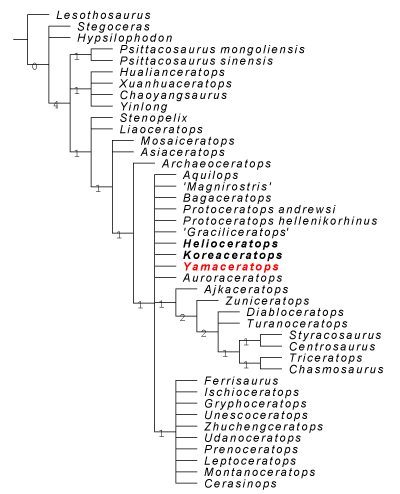 Lesothosaurus
Stegoceras
Hypsilophodon
Psittacosaurus mongoliensis
Psittacosaurus sinensis
Hualianceratops
Xuanhuaceratops
Chaoyangsaurus
Yinlong
Stenopelix
Liaoceratops
Mosaiceratops
Asiaceratops
Archaeoceratops
Aquilops
'Magnirostris'
Bagaceratops
Protoceratops andrewsi
Protoceratops hellenikorhinus
'Graciliceratops'
Helioceratops
Koreaceratops
Yamaceratops
Auroraceratops
Ajkaceratops
Zuniceratops
Diabloceratops
Turanoceratops
Styracosaurus
Centrosaurus
Triceratops
Chasmosaurus
Ferrisaurus
Ischioceratops
Gryphoceratops
Unescoceratops
Zhuchengceratops
Udanoceratops
Prenoceratops
Leptoceratops
Montanoceratops
Cerasinops
0
4
1
1
1
1
1
1
1
2
2
1
1
1
1